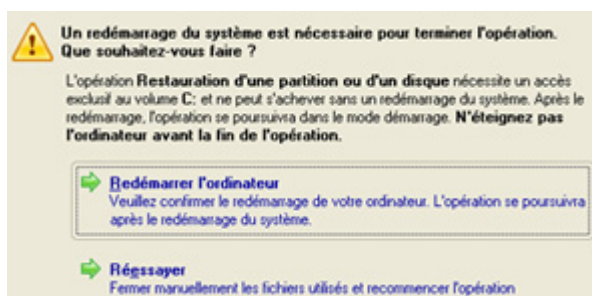 Un redémarrage du système est nécessaire pour terminer l'opération.
Que souhaitez-vous faire ?
L'opération Restauration d'une partition ou d'un disque nécessite un accès
exclusif au volume C: et ne peut s'achever sans un redémarrage du système. Après le
redémarrage, l'opération se poursuivra dans le mode démarrage. N'éteignez pas
l'ordinateur avant la fin de l'opération.
Redémarrer l'ordinateur
Veuillez confirmer le redémarrage de votre ordinateur. L'opération se poursuivra
après le redémarrage du système.
Réessayer
Fermer manuellement les fichiers utilisés et recommencer l'opération